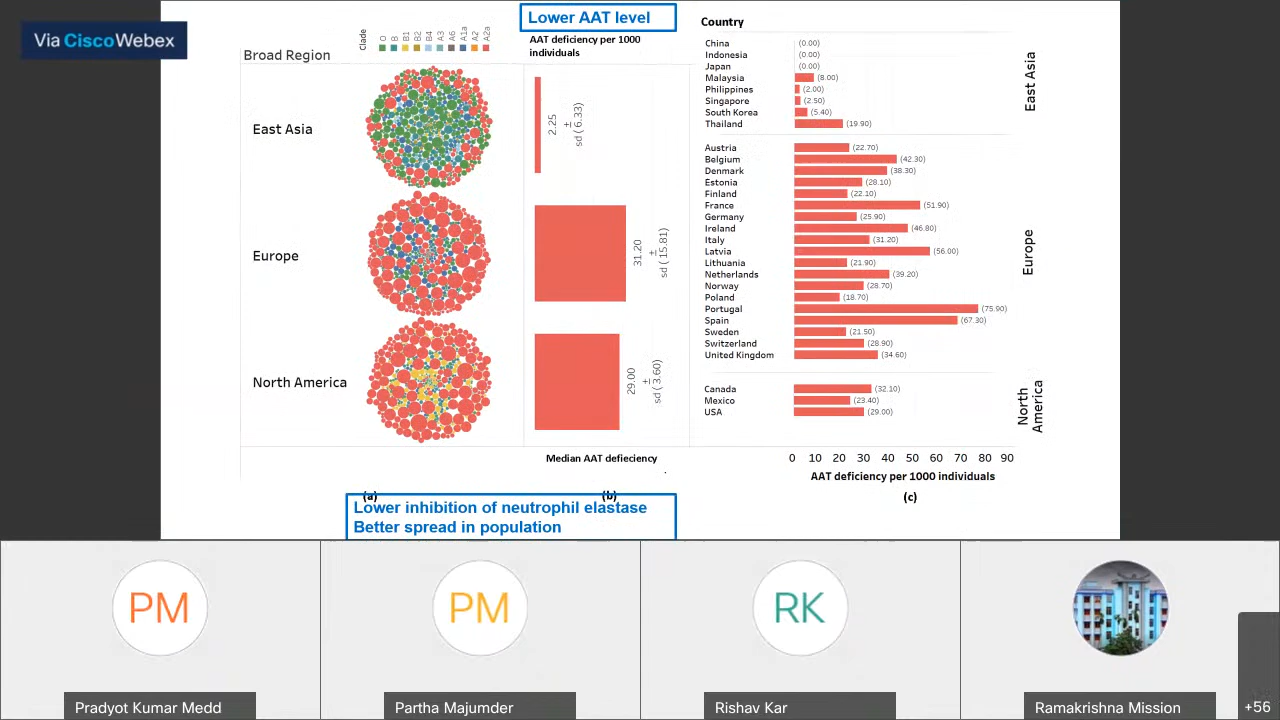 Via Cisco Webex
Lower AAT level
AAT deficiency per 1000
individuals
Clade
O
B
B1
B2
B4
A3
A6
A1a
A2
A2a
Broad Region
East Asia
Europe
North America
2.25
±
sd ( 6.33)
31.20
±
sd ( 15.81)
29.00
±
sd ( 3.60)
Median AAT defieciency
(a)
(b)
Lower inhibition of neutrophil elastase
Better spread in population
Country
China (0.00)
Indonesia (0.00)
Japan (0.00)
Malaysia (8.00)
Philippines (2.00)
Singapore (2.50)
South Korea (5.40)
Thailand (19.90)
East Asia
Austria (22.70)
Belgium (42.30)
Denmark (38.30)
Estonia (28.10)
Finland (22.10)
France (51.90)
Germany (25.90)
Ireland (46.80)
Italy (31.20)
Latvia (56.00)
Lithuania (21.90)
Netherlands (39.20)
Norway (28.70)
Poland (18.70)
Portugal (75.90)
Spain (67.30)
Sweden (21.50)
Switzerland (28.90)
United Kingdom (34.60)
Europe
Canada (32.10)
Mexico (23.40)
USA (29.00)
North
America
0 10 20 30 40 50 60 70 80 90
AAT deficiency per 1000 individuals
(c)
PM
PM
RK
Pradyot Kumar Medd
Partha Majumder
Rishav Kar
Ramakrishna Mission
+56